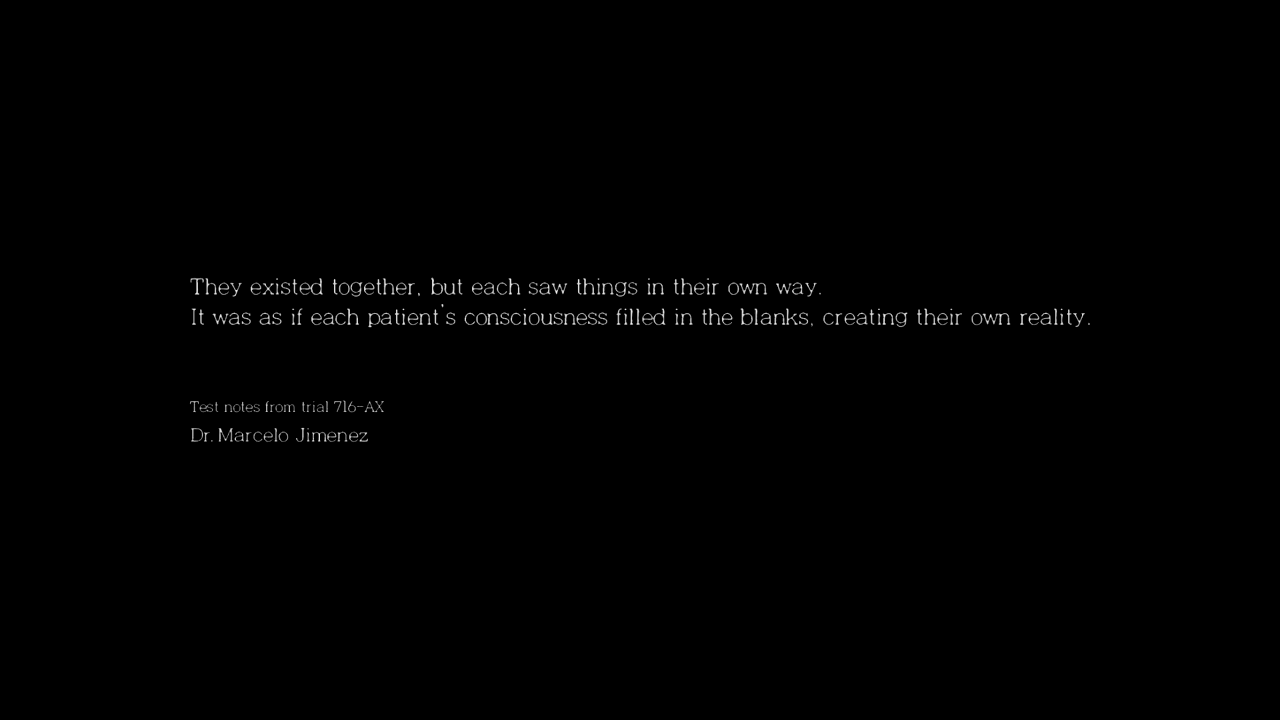 They existed together, but each saw things in their own way.
It was as if each patient's consciousness filled in the blanks, creating their own reality.
Test notes from trial 716-AX
Dr. Marcelo Jimenez